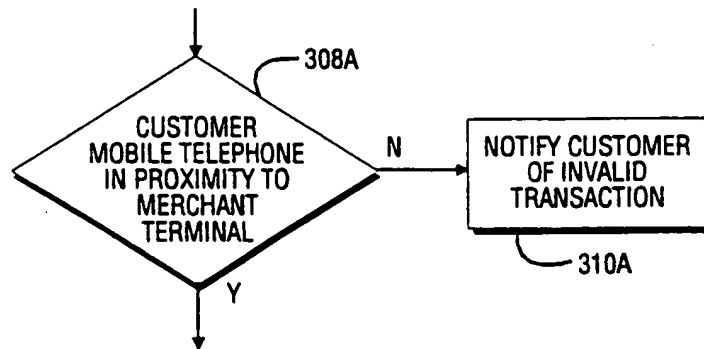 308A
CUSTOMER
MOBILE TELEPHONE
IN PROXIMITY TO
MERCHANT
TERMINAL
N
NOTIFY CUSTOMER
OF INVALID
TRANSACTION
310A
Y